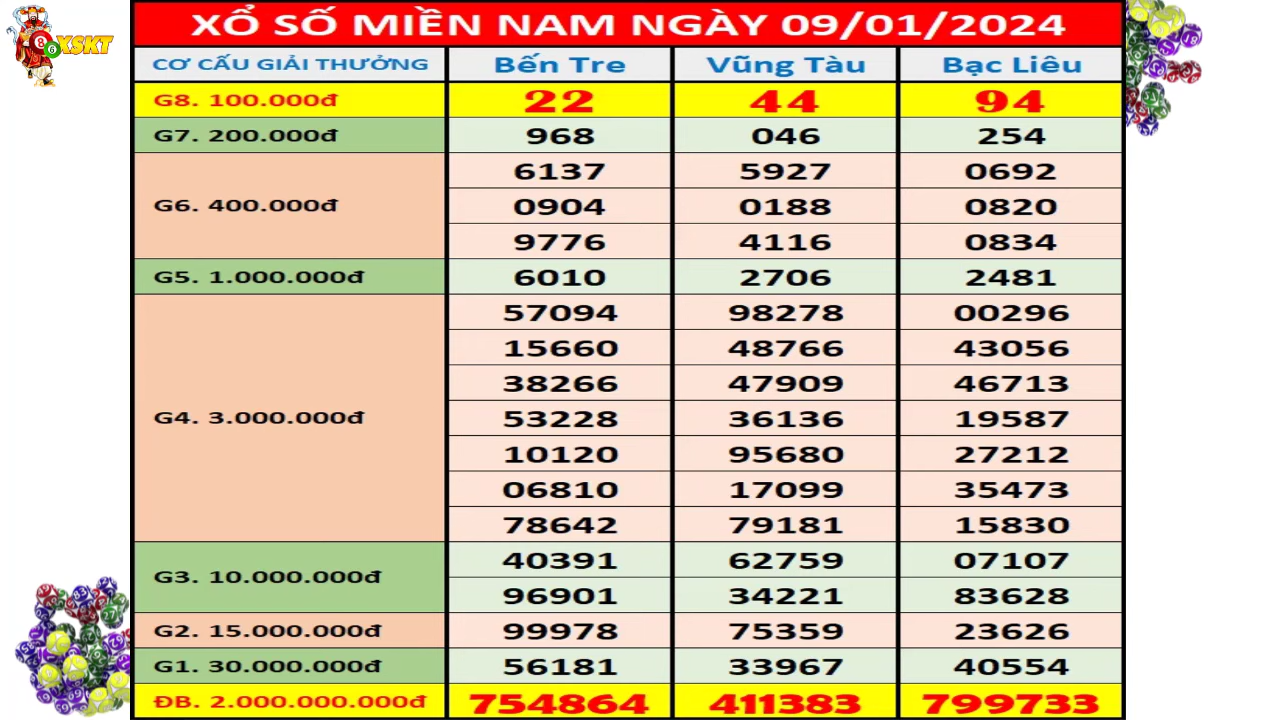 XỔ SỐ MIỀN NAM NGÀY 09/01/2024
XSKT
8
6
CƠ CẤU GIẢI THƯỞNG Bến Tre Vũng Tàu Bạc Liêu
G8. 100.000đ 22 44 94
G7. 200.000đ 968 046 254
6137 5927 0692
G6. 400.000đ 0904 0188 0820
9776 4116 0834
G5. 1.000.000đ 6010 2706 2481
57094 98278 00296
15660 48766 43056
38266 47909 46713
G4. 3.000.000đ 53228 36136 19587
10120 95680 27212
06810 17099 35473
78642 79181 15830
G3. 10.000.000đ 40391 62759 07107
96901 34221 83628
G2. 15.000.000đ 99978 75359 23626
G1. 30.000.000đ 56181 33967 40554
ĐB. 2.000.000.000đ 754864 411383 799733